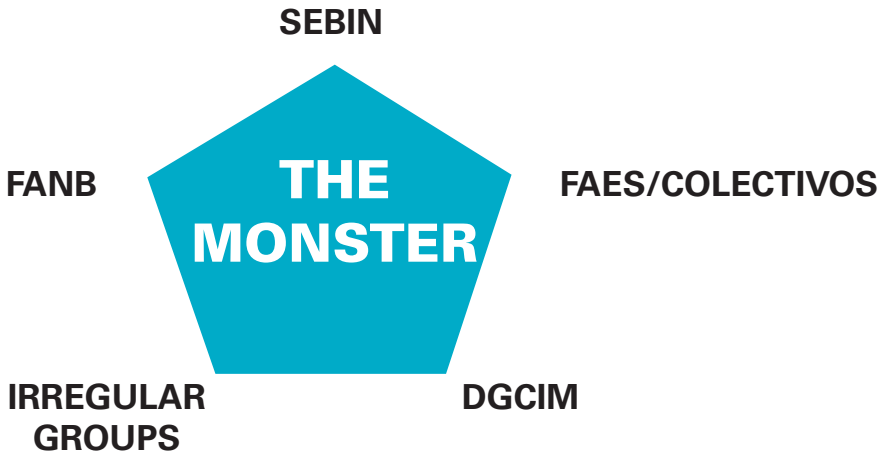 SEBIN
FANB
THE
MONSTER
FAES/COLECTIVOS
IRREGULAR
GROUPS
DGCIM